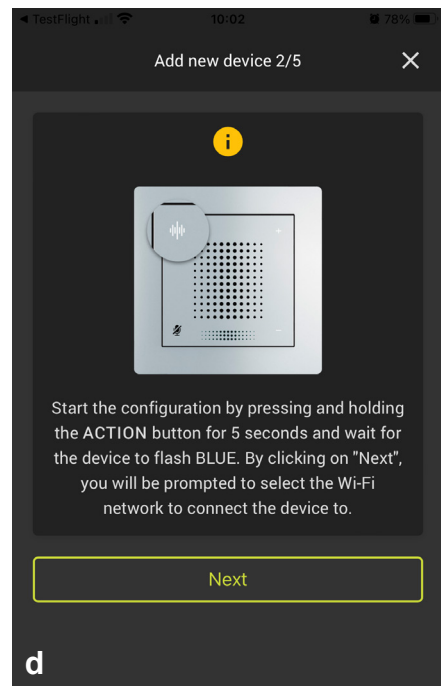 ◄ TestFlight 10:02 78%
Add new device 2/5
Start the configuration by pressing and holding
the ACTION button for 5 seconds and wait for
the device to flash BLUE. By clicking on "Next",
you will be prompted to select the Wi-Fi
network to connect the device to.
Next
d